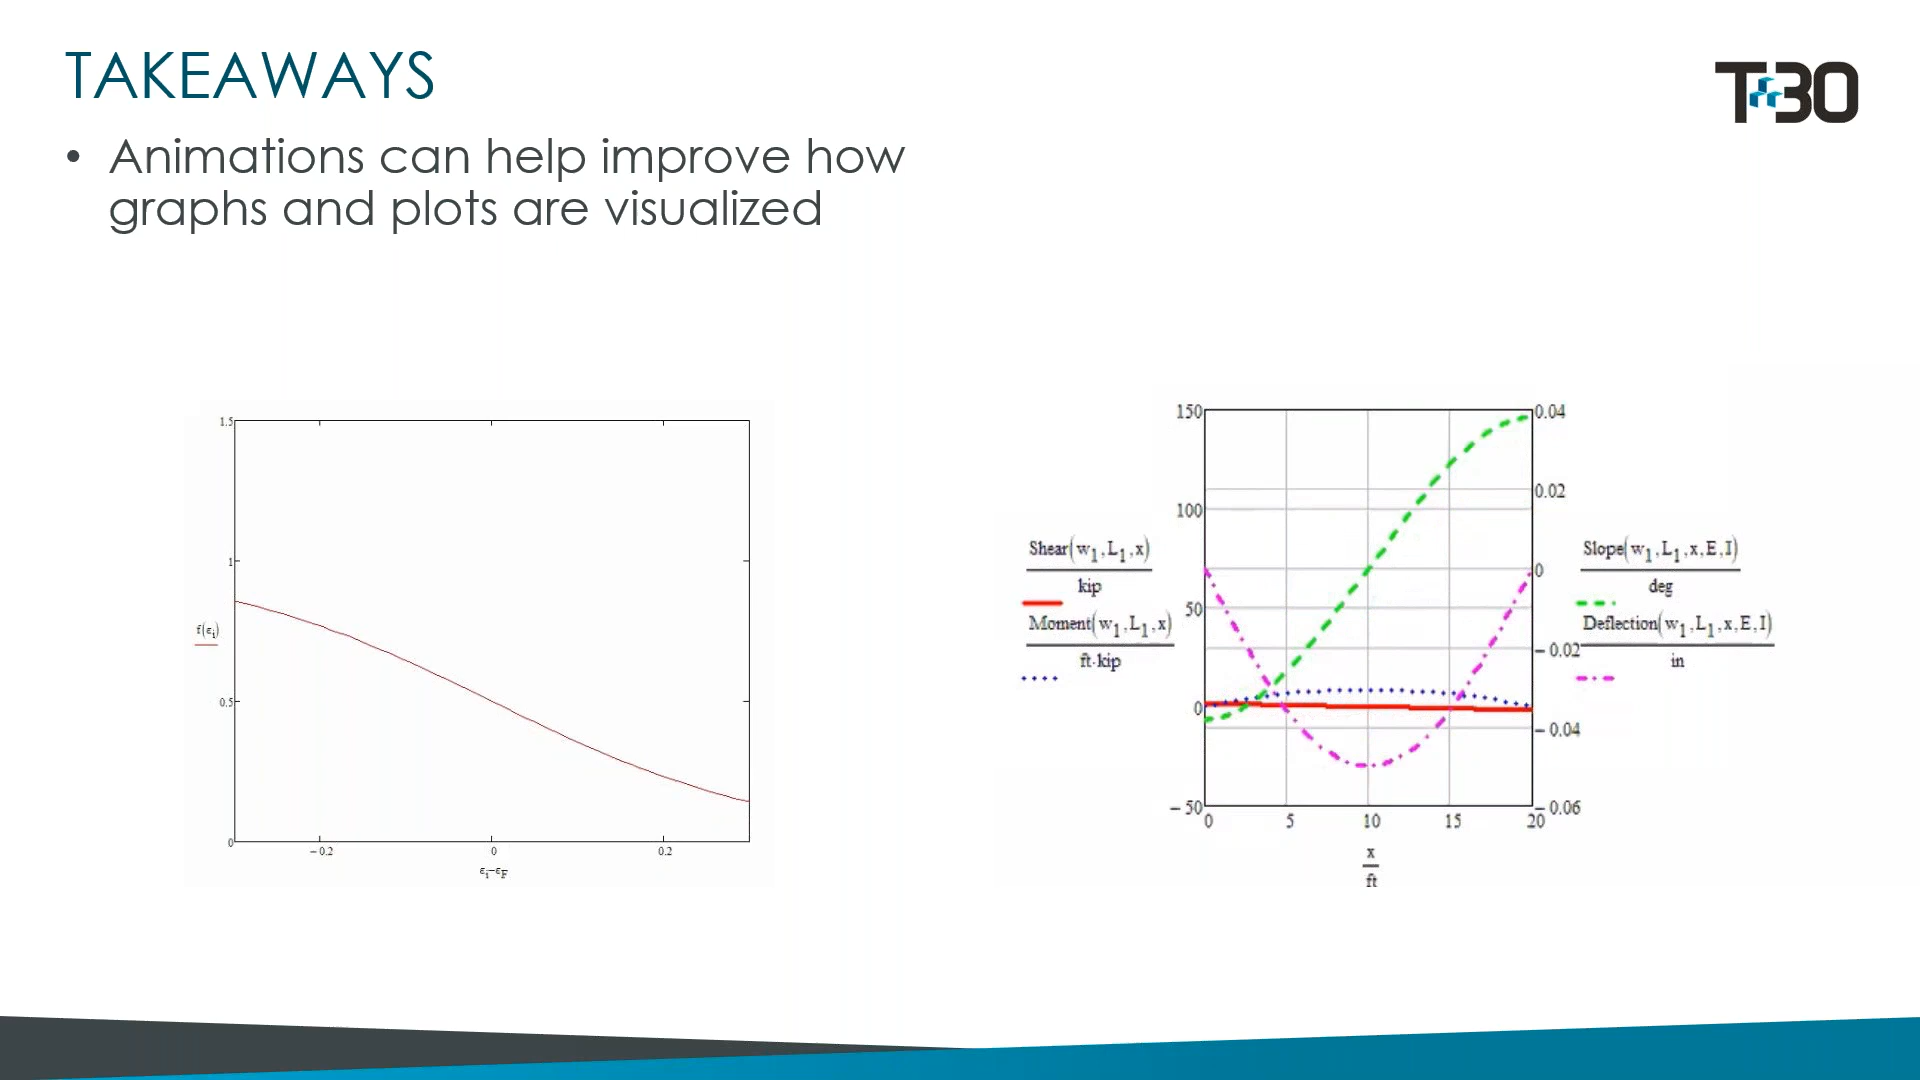 TAKEAWAYS
T30
• Animations can help improve how
graphs and plots are visualized
1.5
1
f(εi)
0.5
0
−0.2
0
0.2
εi−εF
150
100
50
0
−50
Shear(w1,L1,x)
kip
Moment(w1,L1,x)
ft·kip
0.04
0.02
0
−0.02
−0.04
−0.06
Slope(w1,L1,x,E,I)
deg
Deflection(w1,L1,x,E,I)
in
0
5
10
15
20
x
ft